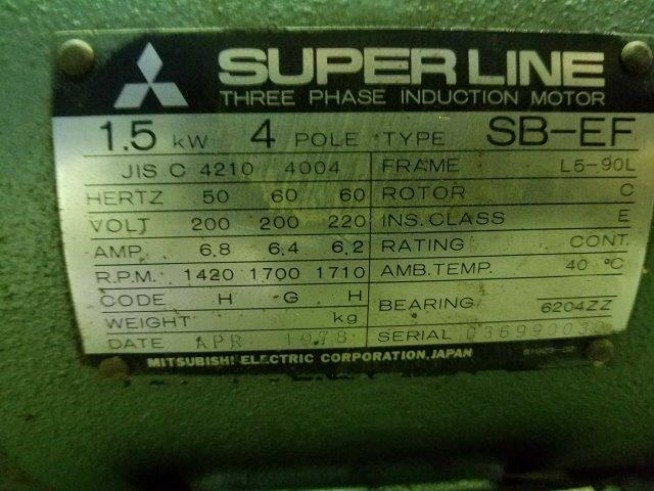 SUPER LINE
THREE PHASE INDUCTION MOTOR
1.5 kW 4 POLE TYPE SB-EF
JIS C 4210 4004 FRAME L5-90L
HERTZ 50 60 60 ROTOR C
VOLT 200 200 220 INS. CLASS E
AMP. 6.8 6.4 6.2 RATING CONT.
R.P.M. 1420 1700 1710 AMB. TEMP. 40 °C
CODE H G H BEARING 6204ZZ
WEIGHT kg
DATE APR 1978 SERIAL
MITSUBISHI ELECTRIC CORPORATION, JAPAN